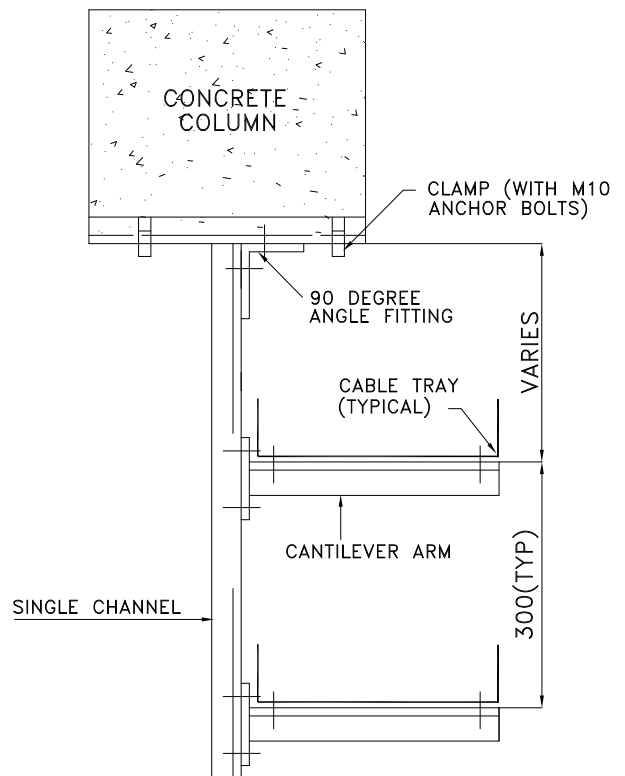 CONCRETE
COLUMN
CLAMP (WITH M10
ANCHOR BOLTS)
90 DEGREE
ANGLE FITTING
VARIES
CABLE TRAY
(TYPICAL)
CANTILEVER ARM
300(TYP)
SINGLE CHANNEL